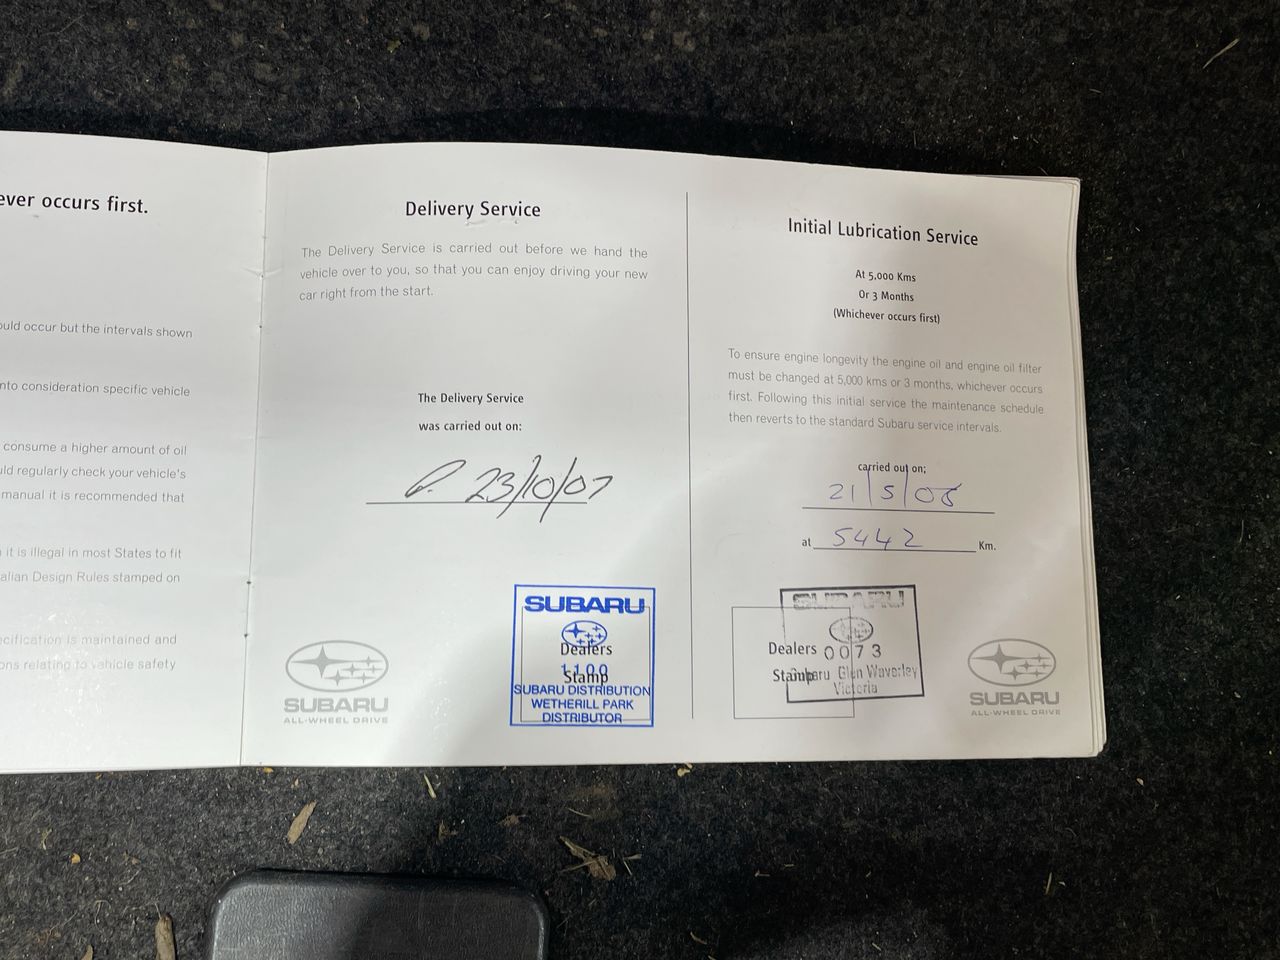 ever occurs first.
ould occur but the intervals shown
nto consideration specific vehicle
consume a higher amount of oil
uld regularly check your vehicle's
manual it is recommended that
it is illegal in most States to fit
alian Design Rules stamped on
ecification is maintained and
ons relating to vehicle safety
Delivery Service
The Delivery Service is carried out before we hand the
vehicle over to you, so that you can enjoy driving your new
car right from the start.
The Delivery Service
was carried out on:
23/10/07
SUBARU
ALL-WHEEL DRIVE
SUBARU
Dealers
1100
Stamp
SUBARU DISTRIBUTION
WETHERILL PARK
DISTRIBUTOR
Initial Lubrication Service
At 5,000 Kms
Or 3 Months
(Whichever occurs first)
To ensure engine longevity the engine oil and engine oil filter
must be changed at 5,000 kms or 3 months, whichever occurs
first. Following this initial service the maintenance schedule
then reverts to the standard Subaru service intervals.
carried out on;
21/5/08
at 5442 Km.
SUBARU
Dealers 0073
Stamp Subaru Glen Waverley
Victoria
SUBARU
ALL-WHEEL DRIVE